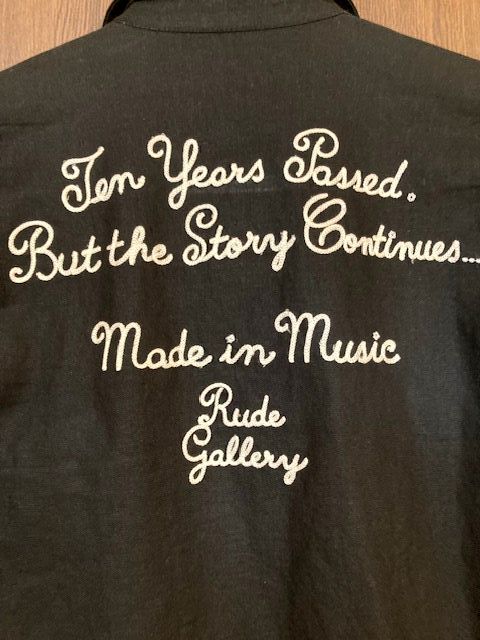 Ten Years Passed.
But the Story Continues...
Made in Music
Rude
Gallery